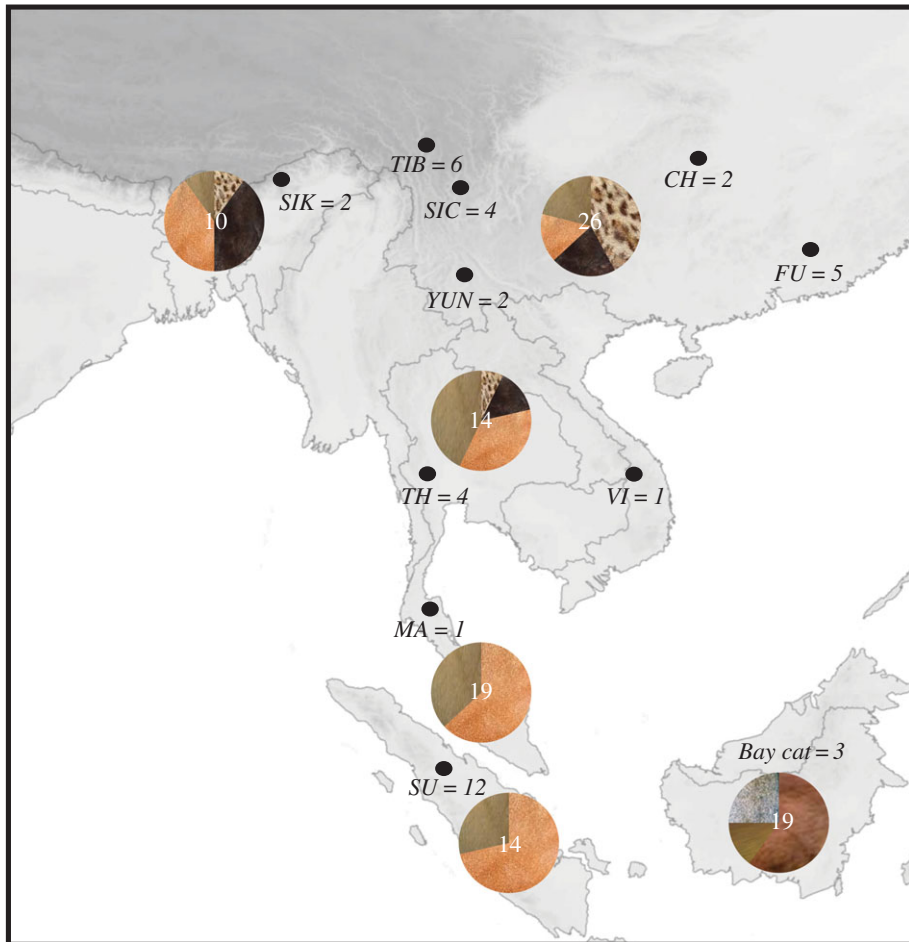 TIB = 6
CH = 2
SIK = 2
SIC = 4
10
26
FU = 5
YUN = 2
14
TH = 4
VI = 1
MA = 1
19
Bay cat = 3
SU = 12
19
14